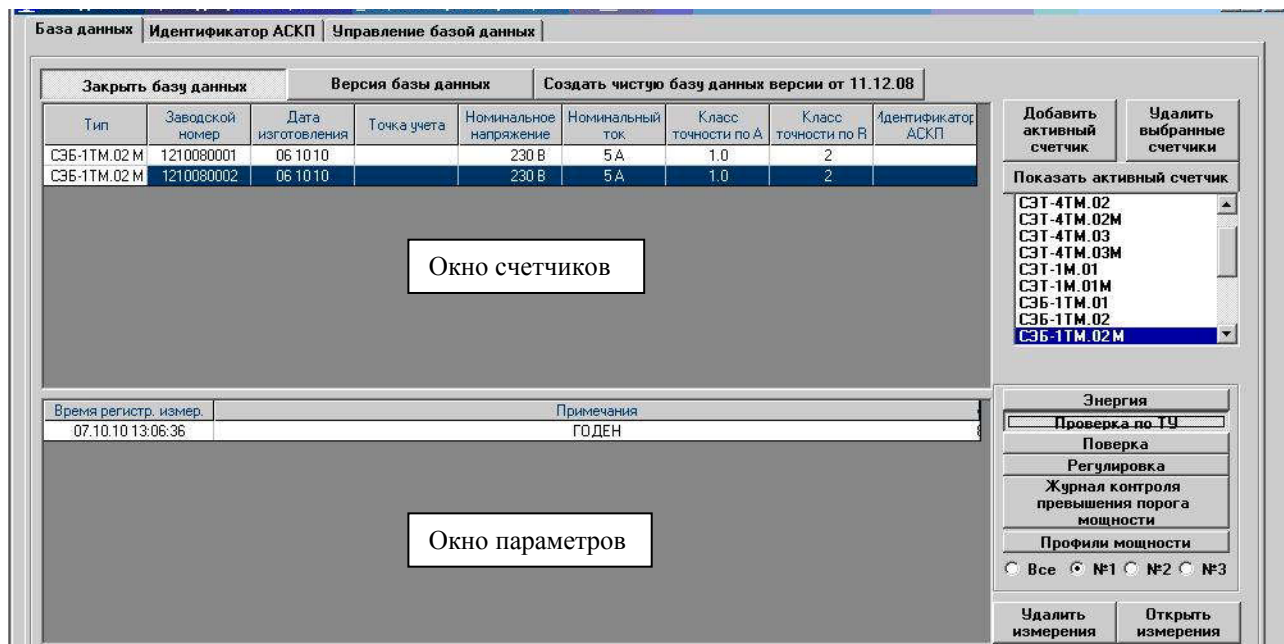 База данных Идентификатор АСКП Управление базой данных
Закрыть базу данных Версия базы данных Создать чистую базу данных версии от 11.12.08
Тип Заводской номер Дата изготовления Точка учета Номинальное напряжение Номинальный ток Класс точности по А Класс точности по R Идентификатор АСКП
СЭБ-1ТМ.02 М 1210080001 06 10 10 230 В 5 А 1.0 2
СЭБ-1ТМ.02 М 1210080002 06 10 10 230 В 5 А 1.0 2
Окно счетчиков
Добавить активный счетчик
Удалить выбранные счетчики
Показать активный счетчик
СЭТ-4ТМ.02
СЭТ-4ТМ.02М
СЭТ-4ТМ.03
СЭТ-4ТМ.03М
СЭТ-1М.01
СЭТ-1М.01М
СЭБ-1ТМ.01
СЭБ-1ТМ.02
СЭБ-1ТМ.02М
Время регистр. измер. Примечания
07.10.10 13:06:36 ГОДЕН
Окно параметров
Энергия
Проверка по ТУ
Поверка
Регулировка
Журнал контроля
превышения порога
мощности
Профили мощности
Все №1 №2 №3
Удалить измерения
Открыть измерения